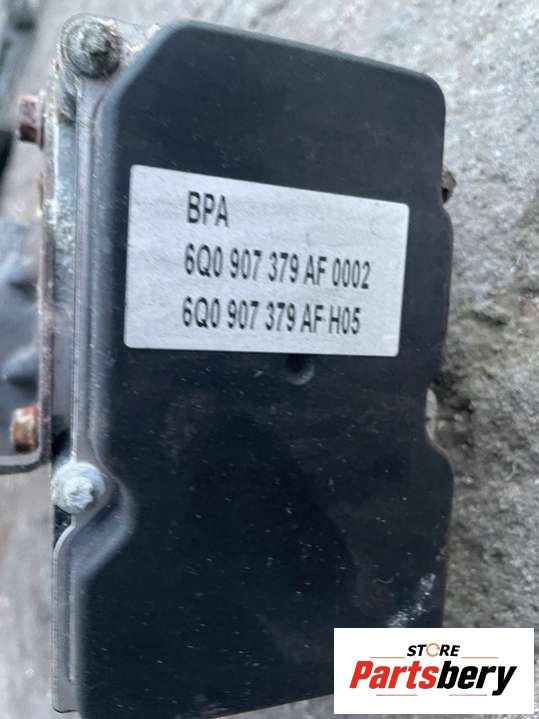 BPA
6Q0 907 379 AF 0002
6Q0 907 379 AF H05
STORE
Partsbery